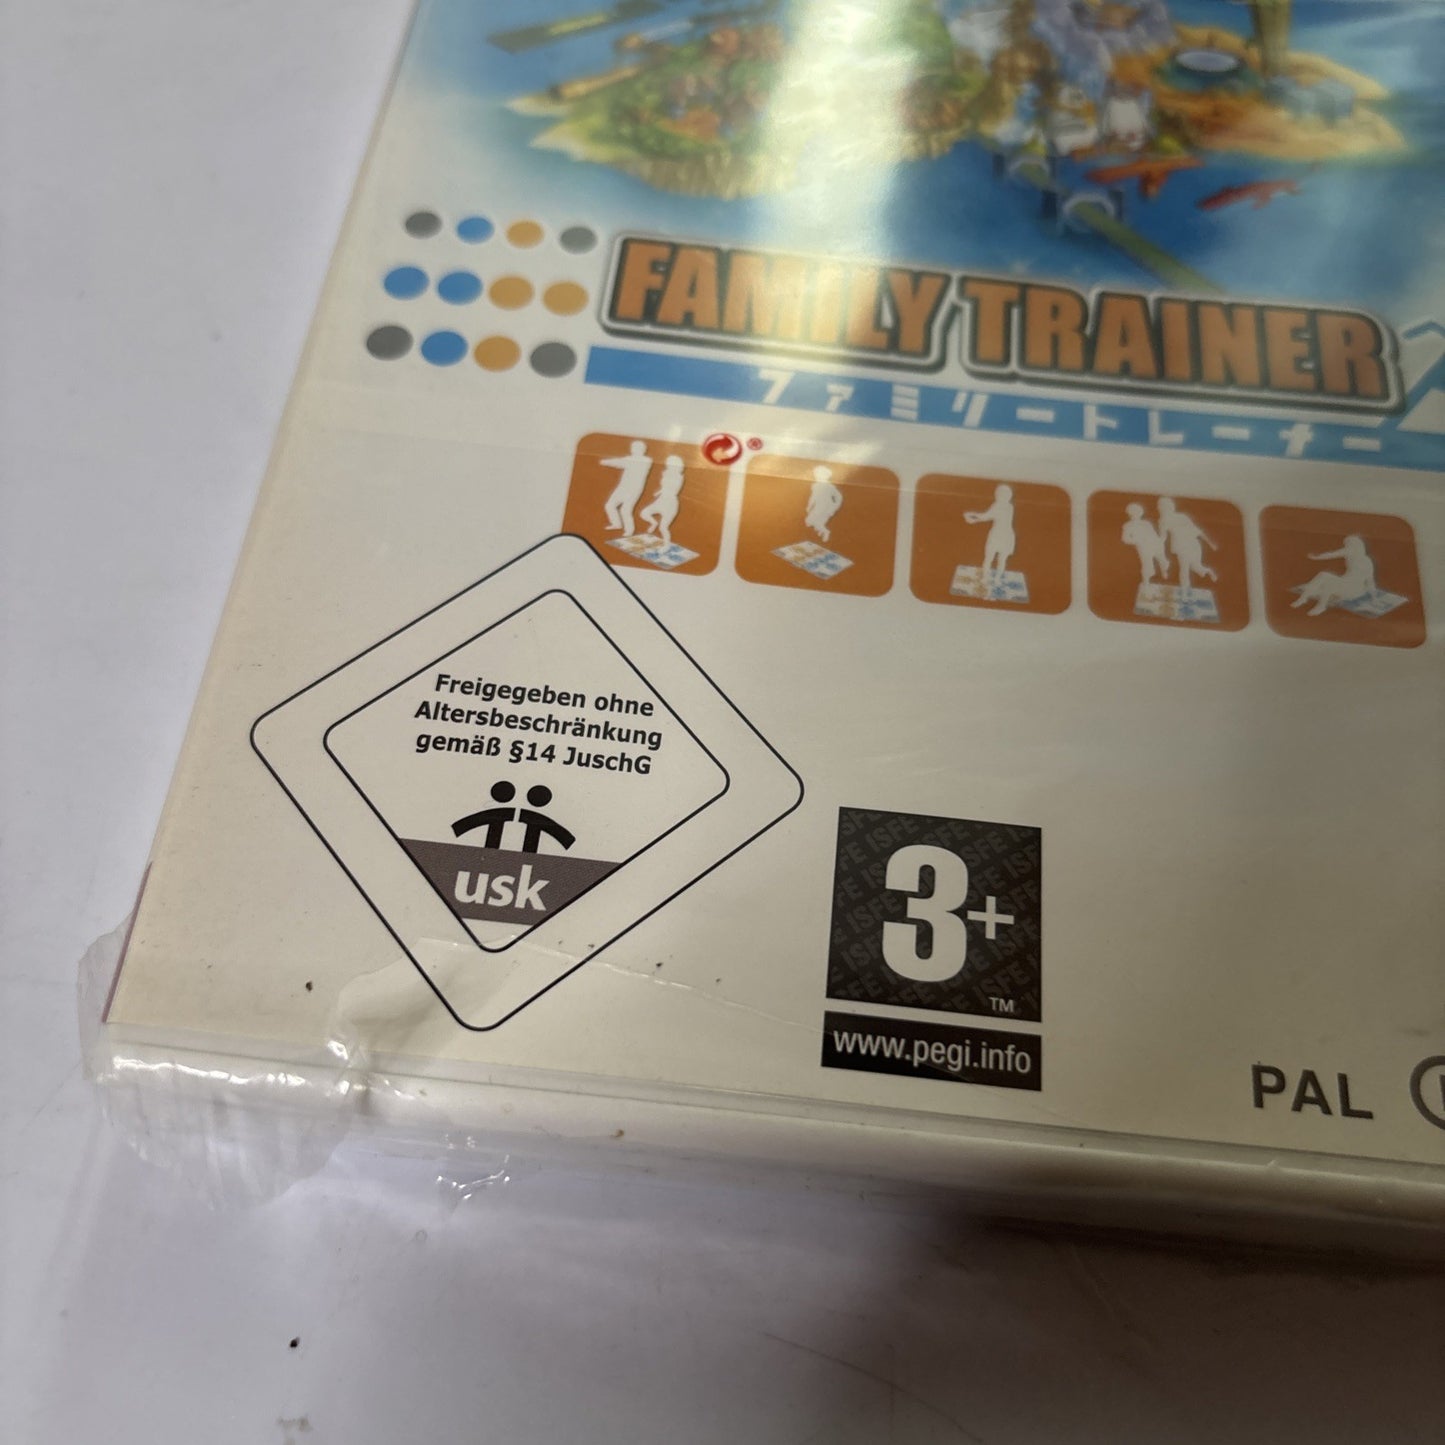 FAMILY TRAINER
ファミリートレーナー
®
Freigegeben ohne
Altersbeschränkung
gemäß §14 JuschG
usk
3+
TM
www.pegi.info
PAL